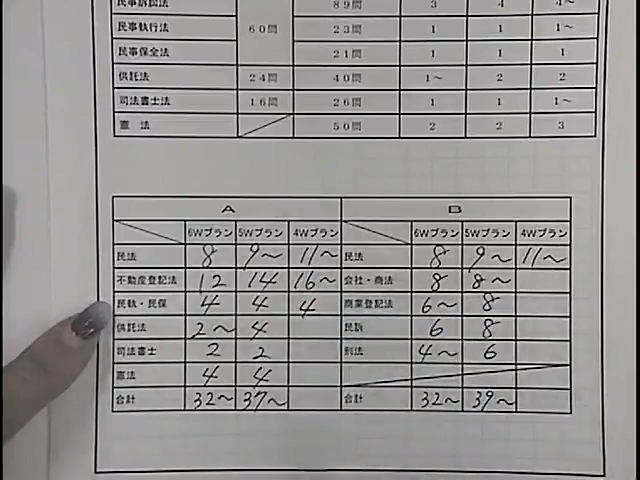 民事訴訟法 89問 3 4 4~
民事執行法 60問 23問 1 1 1~
民事保全法 21問 1 1 1
供託法 24問 40問 1~ 2 2
司法書士法 16問 26問 1 1 1~
憲 法 50問 2 2 3
A B
6Wプラン 5Wプラン 4Wプラン 6Wプラン 5Wプラン 4Wプラン
民法 8 9~ 11~ 民法 8 9~ 11~
不動産登記法 12 14 16~ 会社・商法 8 8~
民執・民保 4 4 4 商業登記法 6~ 8
供託法 2~ 4 民訴 6 8
司法書士 2 2 刑法 4~ 6
憲法 4 4
合計 32~ 37~ 合計 32~ 39~